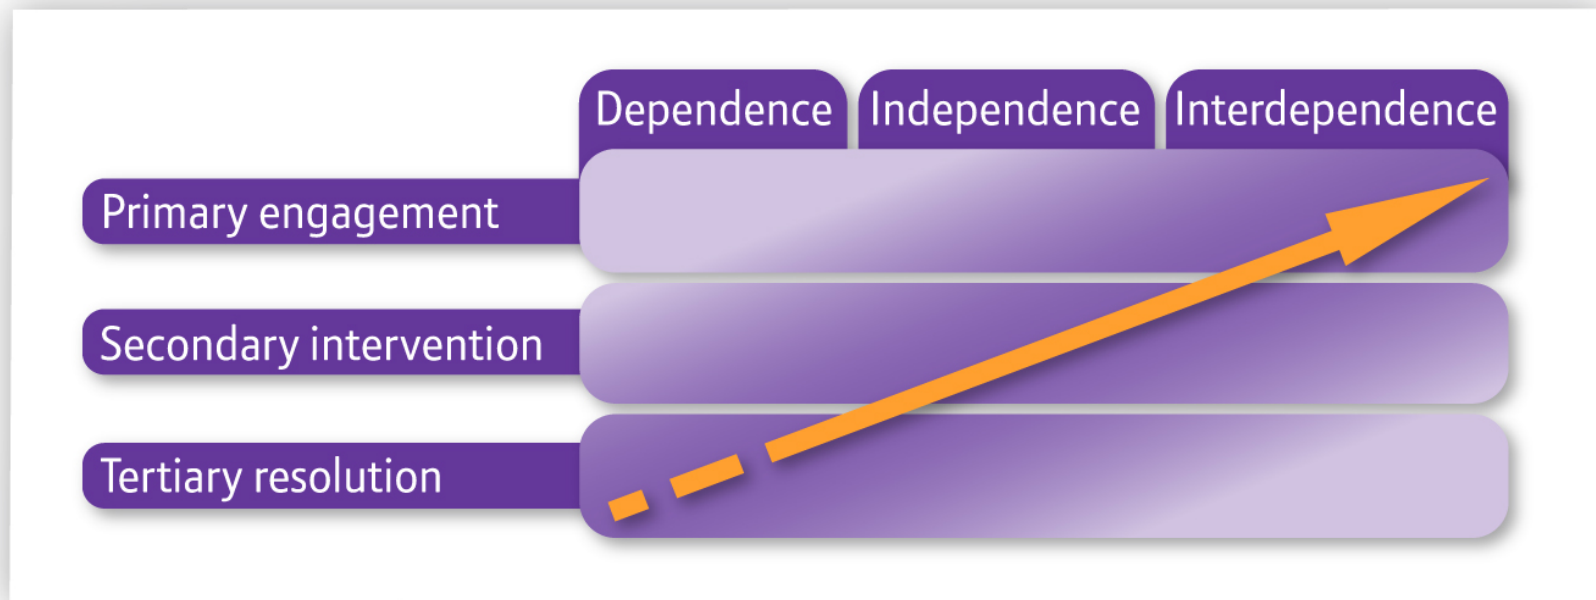 Dependence
Independence
Interdependence
Primary engagement
Secondary intervention
Tertiary resolution